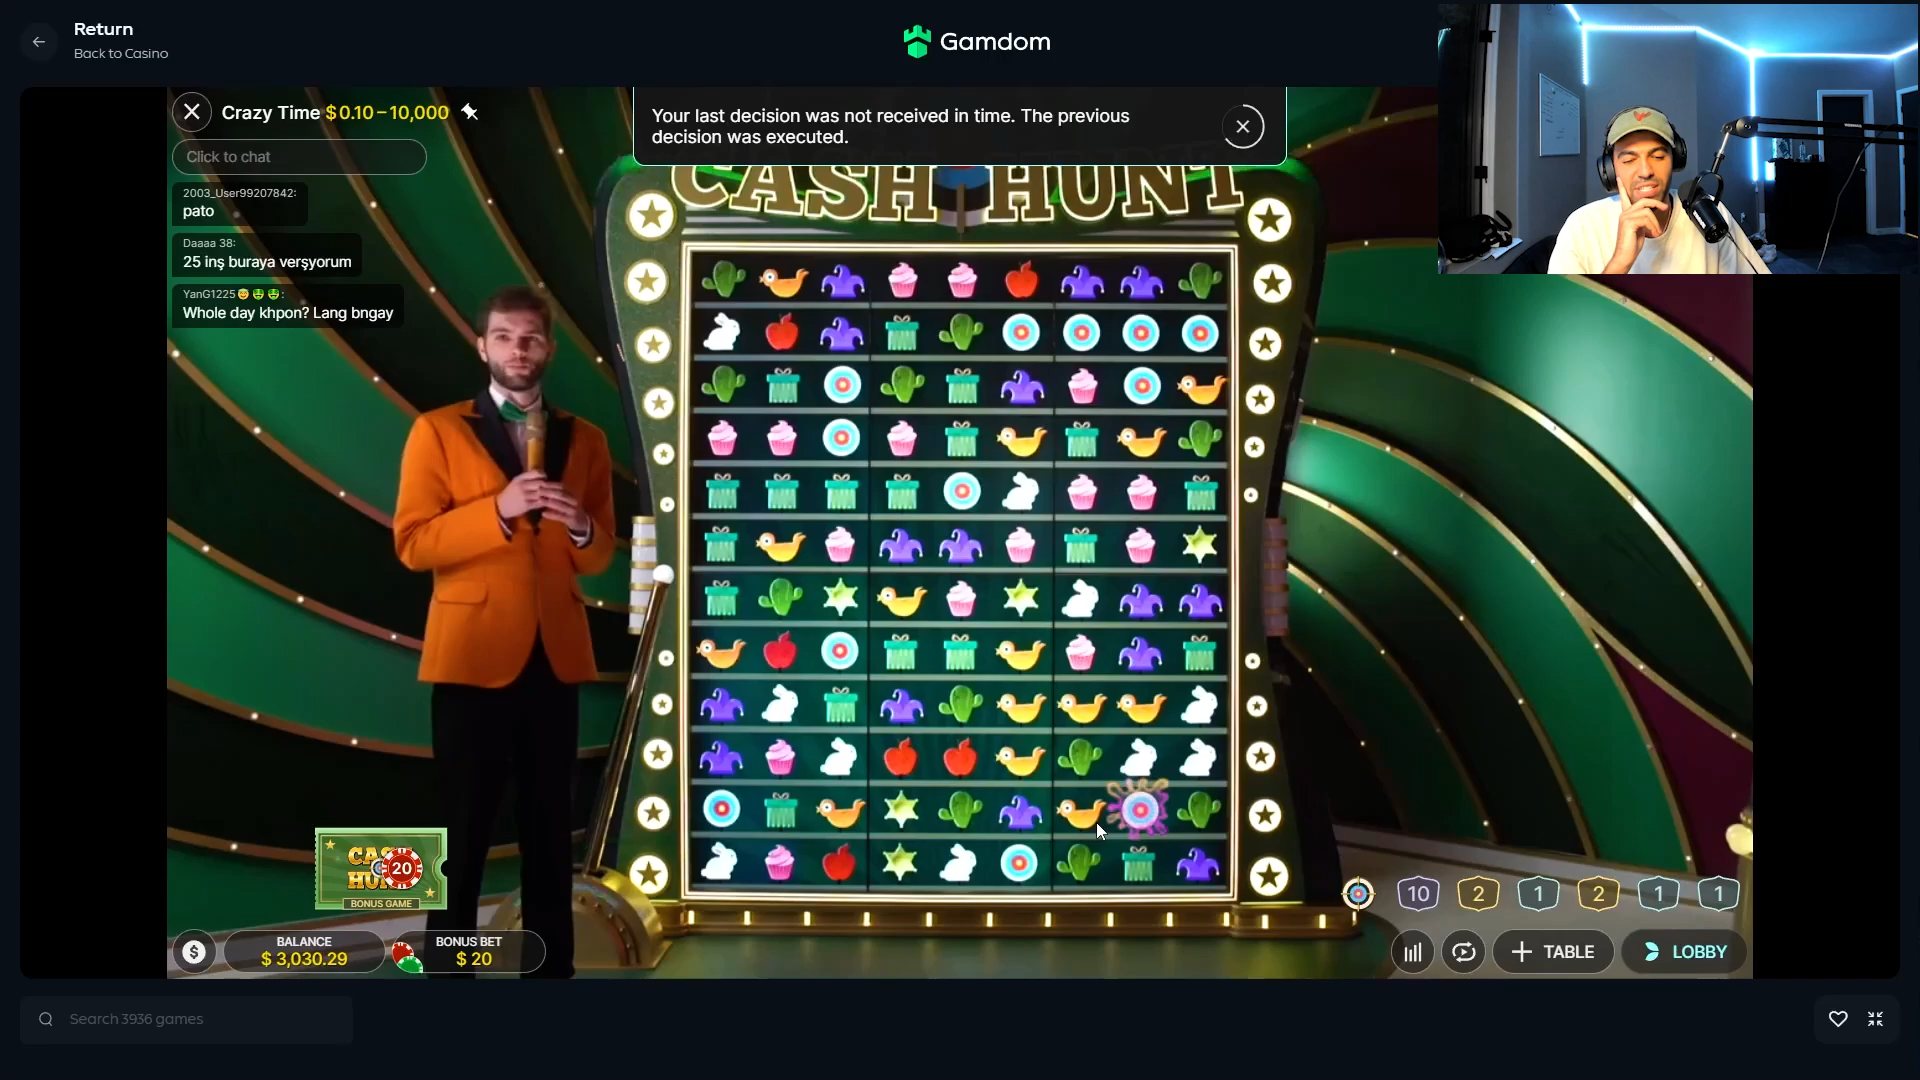 Return
Back to Casino
Gamdom
Crazy Time $0.10–10,000
Click to chat
2003_User99207842:
pato
Daaaa 38:
25 inş buraya verşyorum
YanG1225🤠🤑🤑:
Whole day khpon? Lang bngay
Your last decision was not received in time. The previous
decision was executed.
CASH HUNT
20
BONUS GAME
BALANCE
$ 3,030.29
BONUS BET
$ 20
10 2 1 2 1 1
TABLE
LOBBY
Search 3936 games